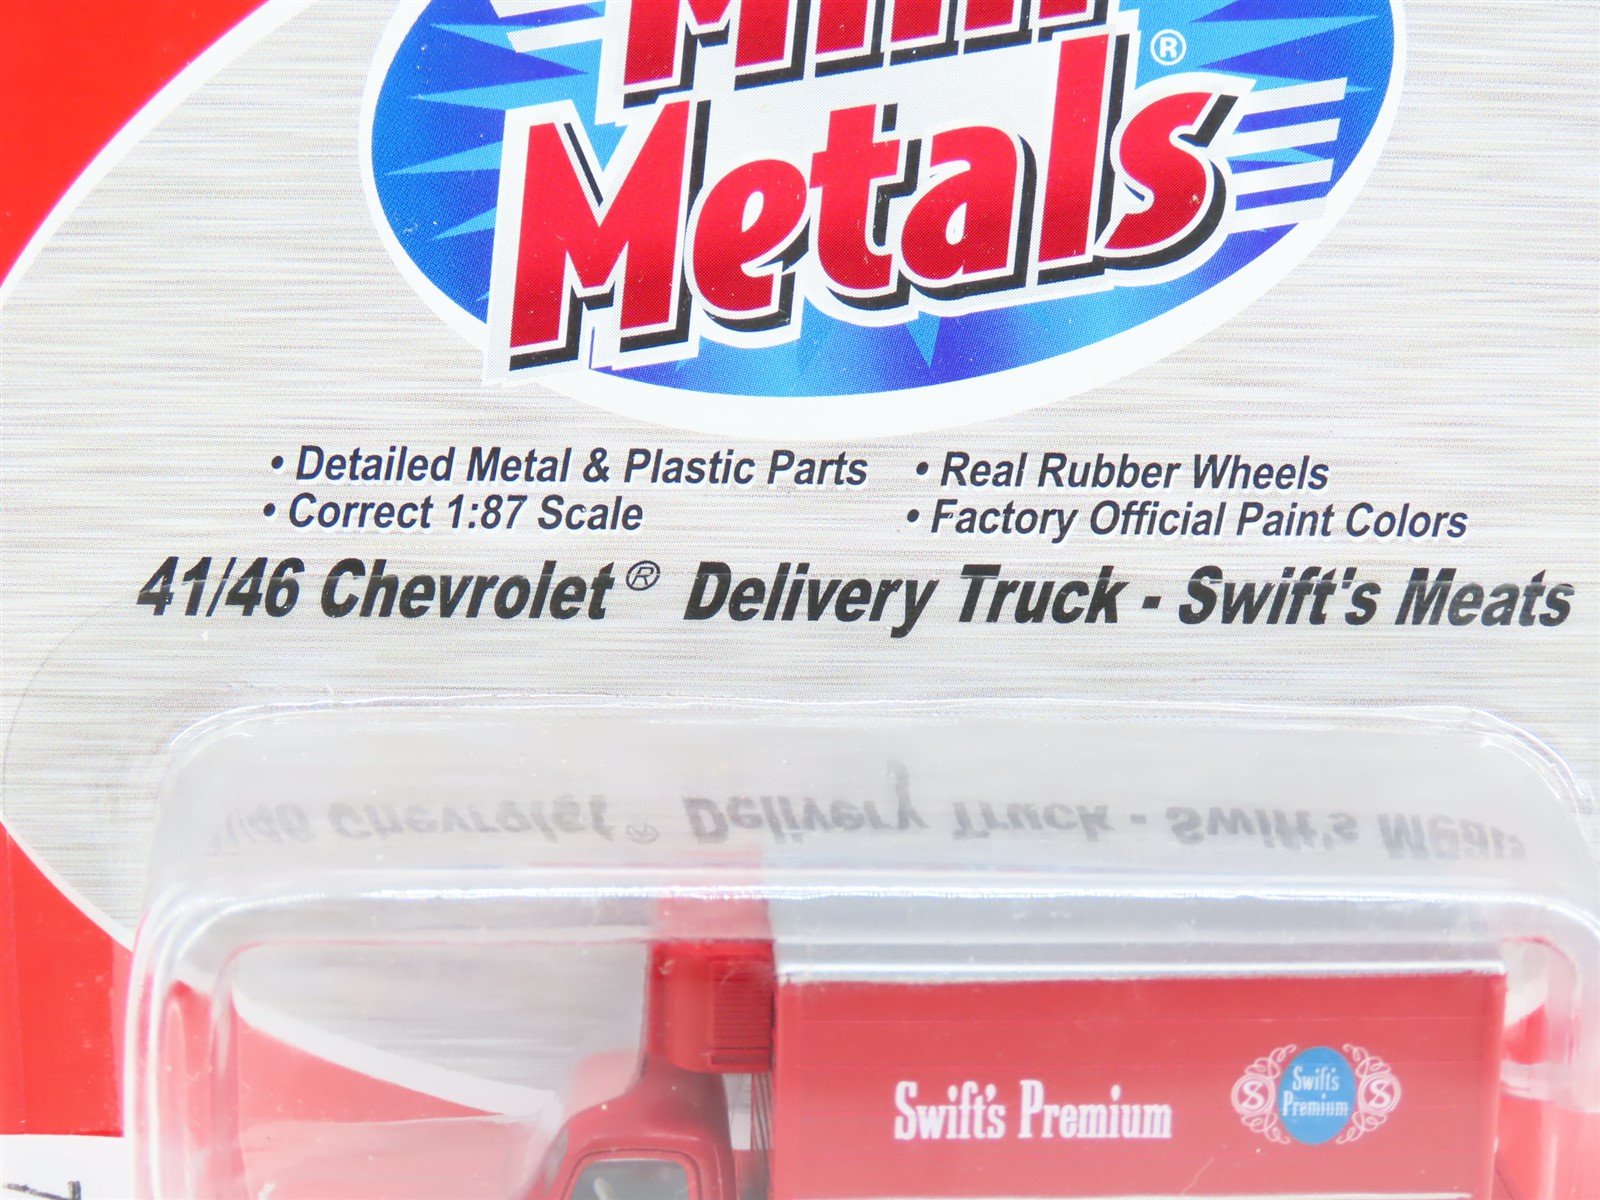 Mini
Metals®
• Detailed Metal & Plastic Parts
• Real Rubber Wheels
• Correct 1:87 Scale
• Factory Official Paint Colors
41/46 Chevrolet® Delivery Truck - Swift's Meats
Swift's Premium
S Swift's S
Premium